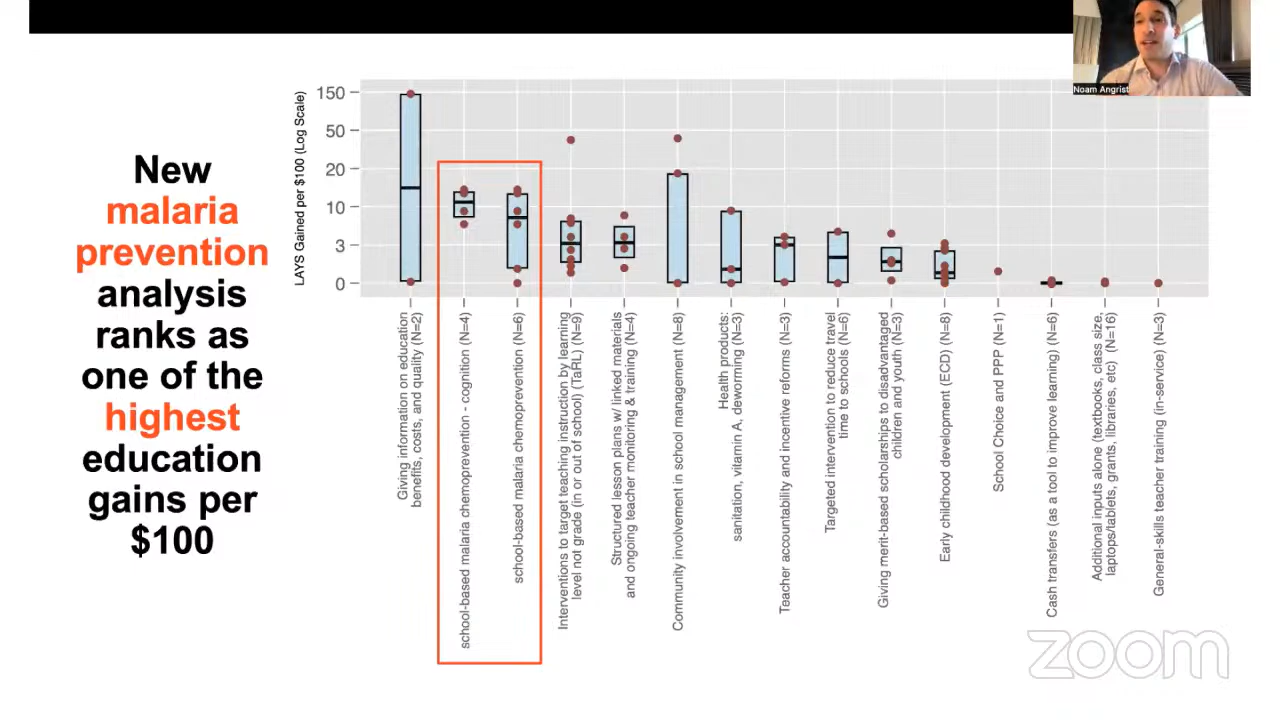 New
malaria
prevention
analysis
ranks as
one of the
highest
education
gains per
$100
LAYS Gained per $100 (Log Scale)
150
50
20
10
3
0
Giving information on education
benefits, costs, and quality (N=2)
school-based malaria chemoprevention - cognition (N=4)
school-based malaria chemoprevention (N=6)
Interventions to target teaching instruction by learning
level not grade (in or out of school) (TaRL) (N=9)
Structured lesson plans w/ linked materials
and ongoing teacher monitoring & training (N=4)
Community involvement in school management (N=8)
Health products:
sanitation, vitamin A, deworming (N=3)
Teacher accountability and incentive reforms (N=3)
Targeted intervention to reduce travel
time to schools (N=6)
Giving merit-based scholarships to disadvantaged
children and youth (N=3)
Early childhood development (ECD) (N=8)
School Choice and PPP (N=1)
Cash transfers (as a tool to improve learning) (N=6)
Additional inputs alone (textbooks, class size,
laptops/tablets, grants, libraries, etc) (N=16)
General-skills teacher training (in-service) (N=3)
Noam Angrist
zoom